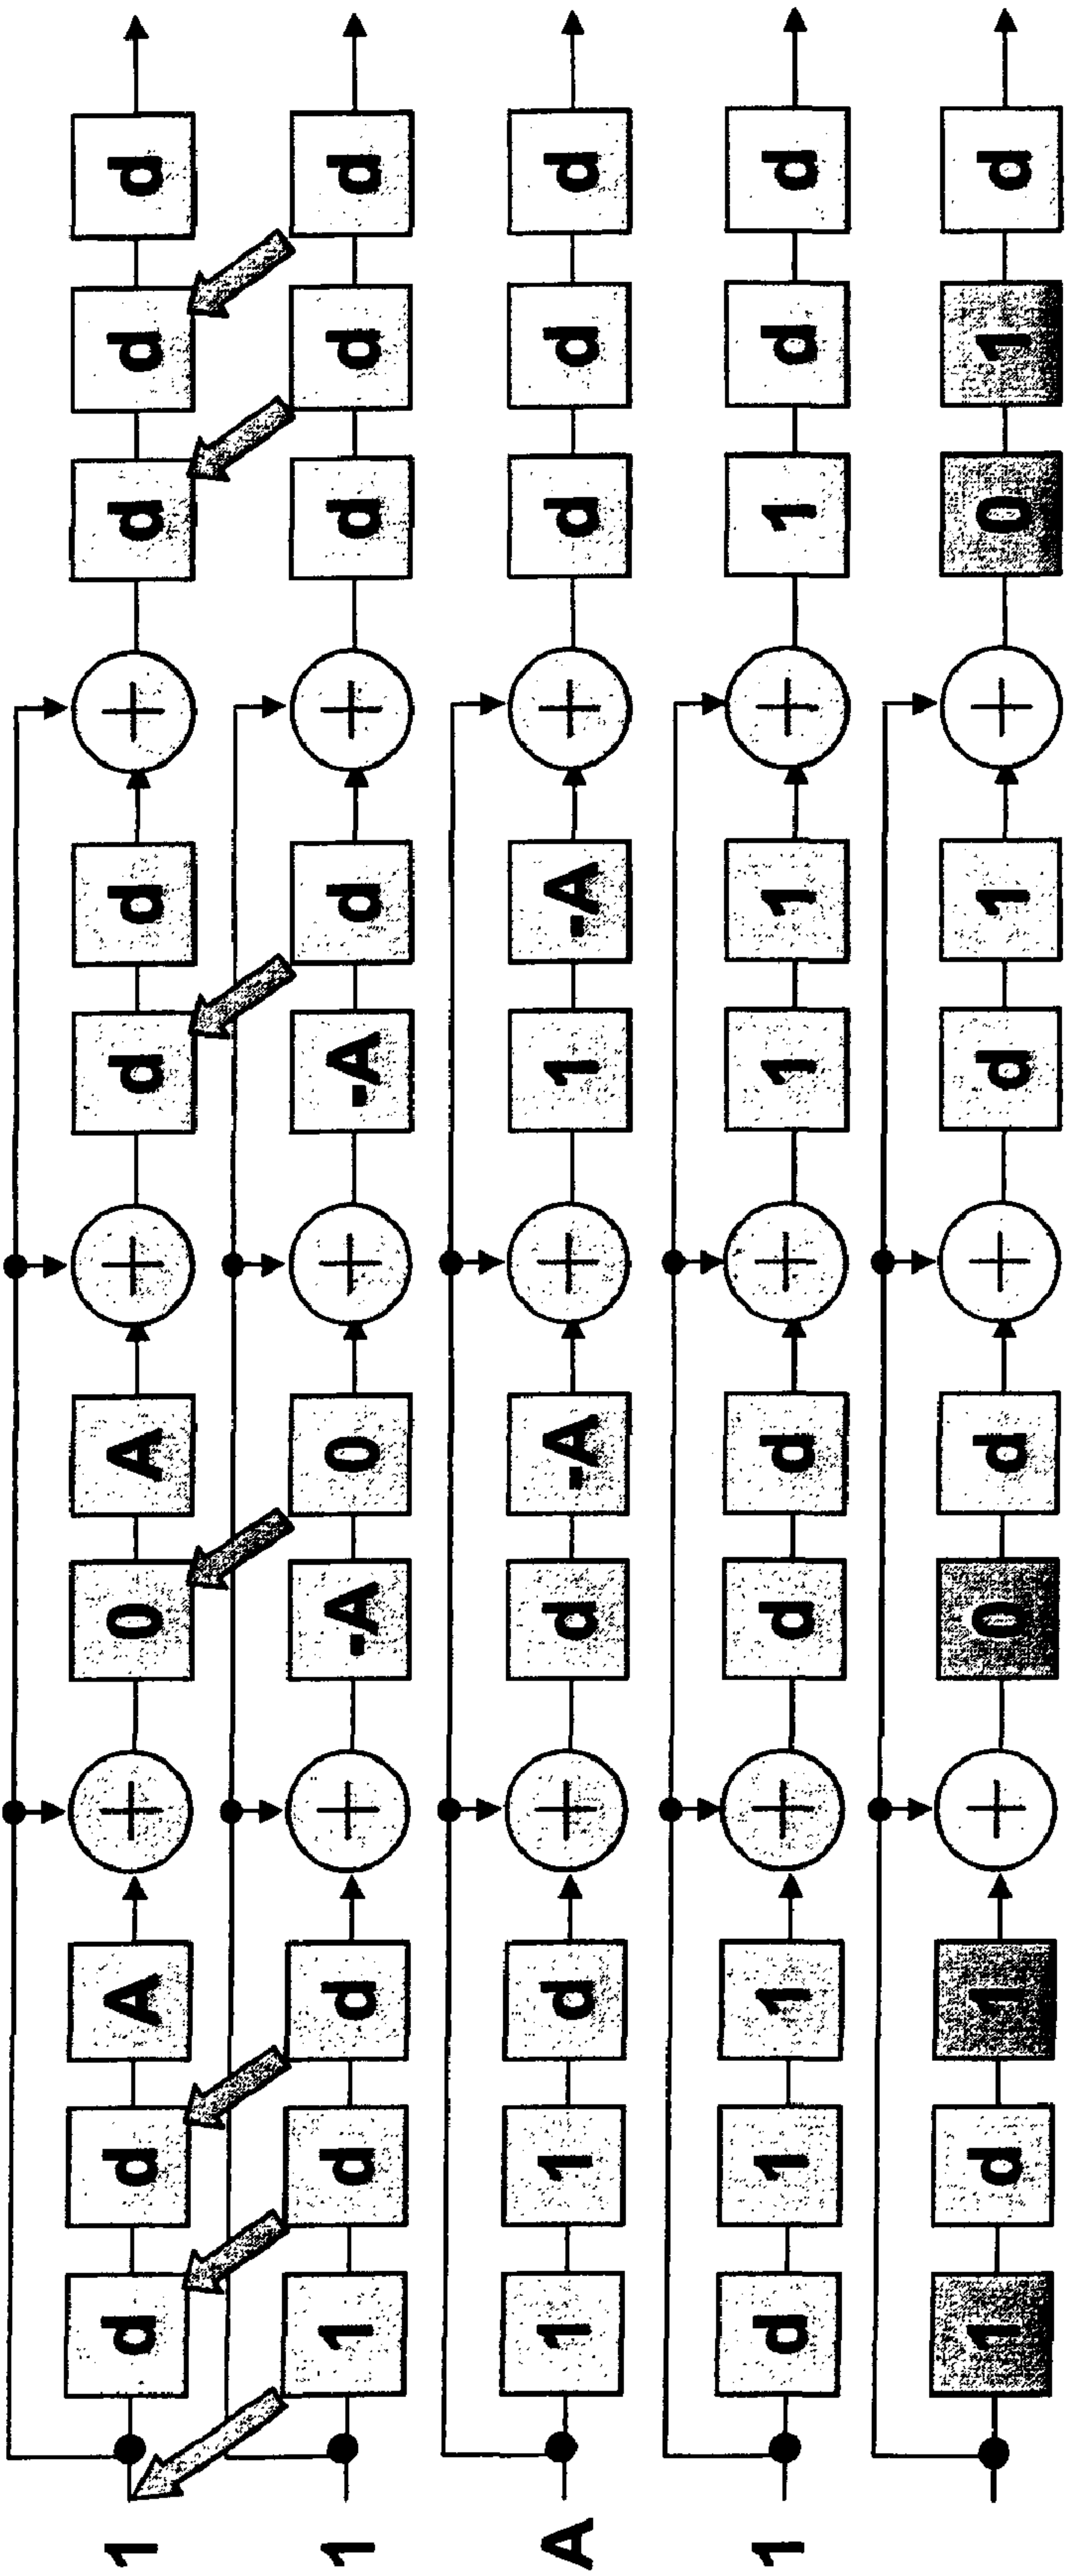 1 d d A + 0 A + d d + d d d
1 1 d d + -A 0 + -A d + d d d
A 1 1 d + d -A + 1 -A + d d d
1 d 1 1 + d d + 1 1 + 1 d d
1 d 1 + 0 d + d 1 + 0 1 d